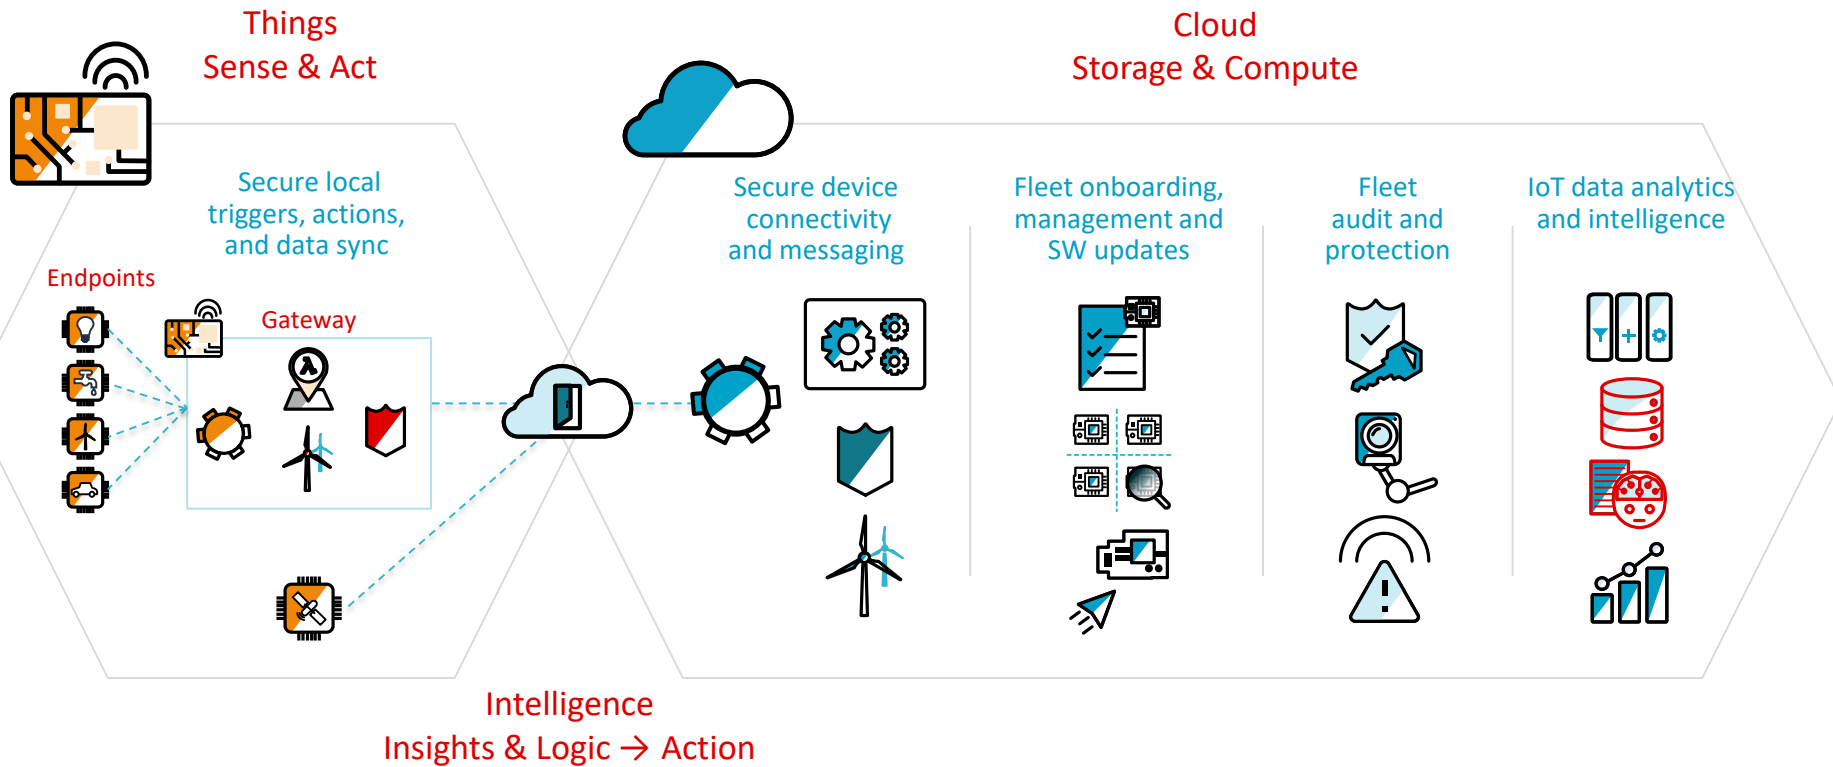 Things
Sense & Act
Cloud
Storage & Compute
Secure local
triggers, actions,
and data sync
Endpoints
Gateway
λ
Secure device
connectivity
and messaging
Fleet onboarding,
management and
SW updates
Fleet
audit and
protection
IoT data analytics
and intelligence
Intelligence
Insights & Logic → Action